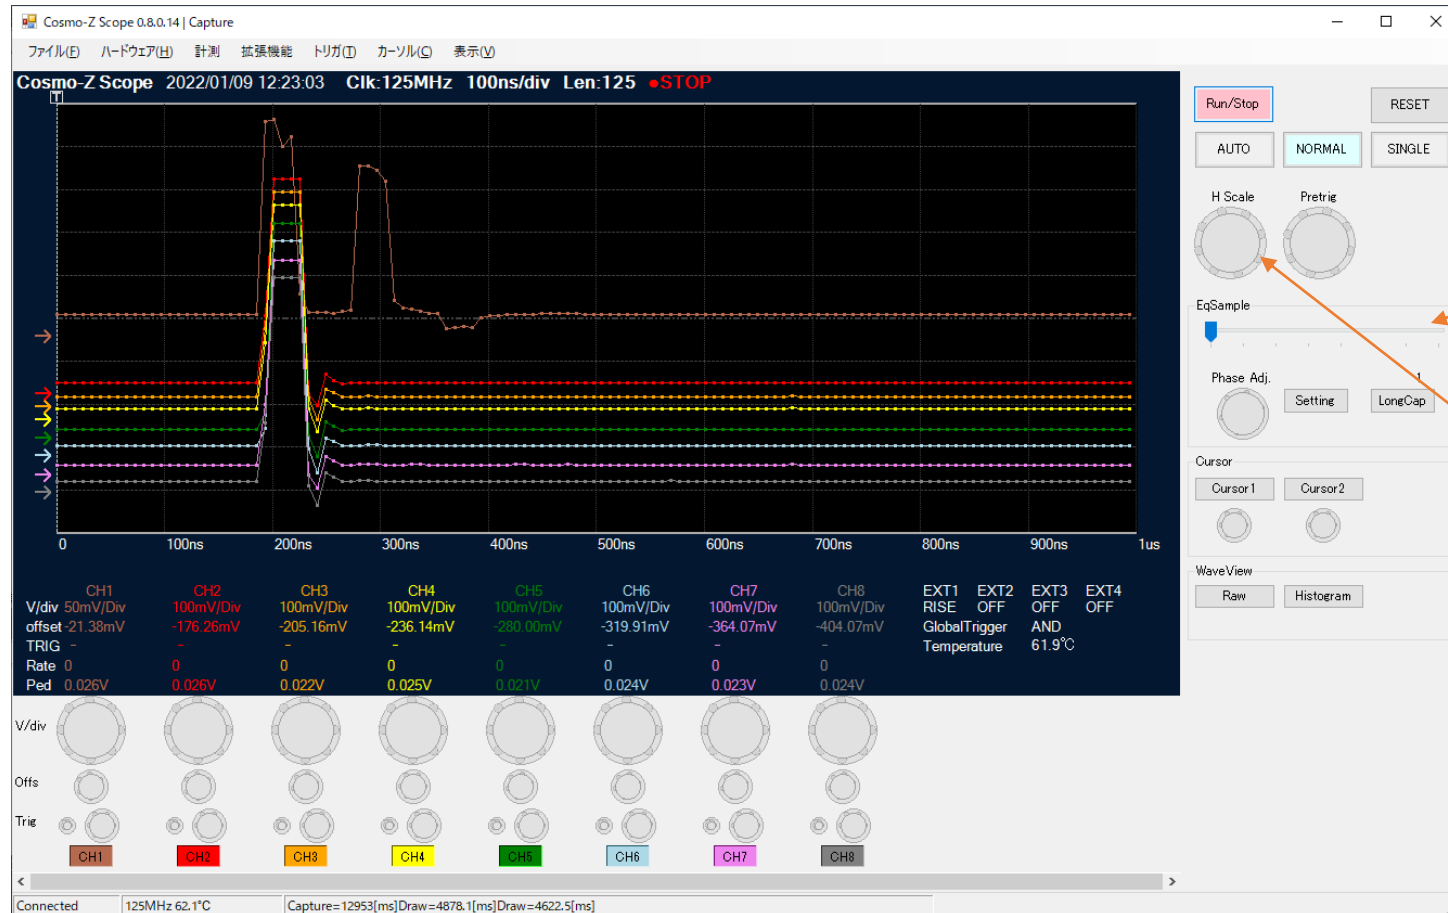 Cosmo-Z Scope 0.8.0.14 | Capture
ファイル(F) ハードウェア(H) 計測 拡張機能 トリガ(T) カーソル(C) 表示(V)
Cosmo-Z Scope 2022/01/09 12:23:03 Clk:125MHz 100ns/div Len:125 ●STOP
T
Run/Stop RESET
AUTO NORMAL SINGLE
H Scale Pretrig
EqSample
1
Phase Adj. Setting LongCap
Cursor
Cursor1 Cursor2
WaveView
Raw Histogram
0 100ns 200ns 300ns 400ns 500ns 600ns 700ns 800ns 900ns 1us
CH1 CH2 CH3 CH4 CH5 CH6 CH7 CH8 EXT1 EXT2 EXT3 EXT4
V/div 50mV/Div 100mV/Div 100mV/Div 100mV/Div 100mV/Div 100mV/Div 100mV/Div 100mV/Div RISE OFF OFF OFF
offset -21.38mV -176.26mV -205.16mV -236.14mV -280.00mV -319.91mV -364.07mV -404.07mV GlobalTrigger AND
TRIG - - - - - - - - Temperature 61.9℃
Rate 0 0 0 0 0 0 0 0
Ped 0.026V 0.026V 0.022V 0.025V 0.021V 0.024V 0.023V 0.024V
V/div
Offs
Trig
CH1 CH2 CH3 CH4 CH5 CH6 CH7 CH8
Connected 125MHz 62.1℃ Capture=12953[ms]Draw=4878.1[ms]Draw=4622.5[ms]